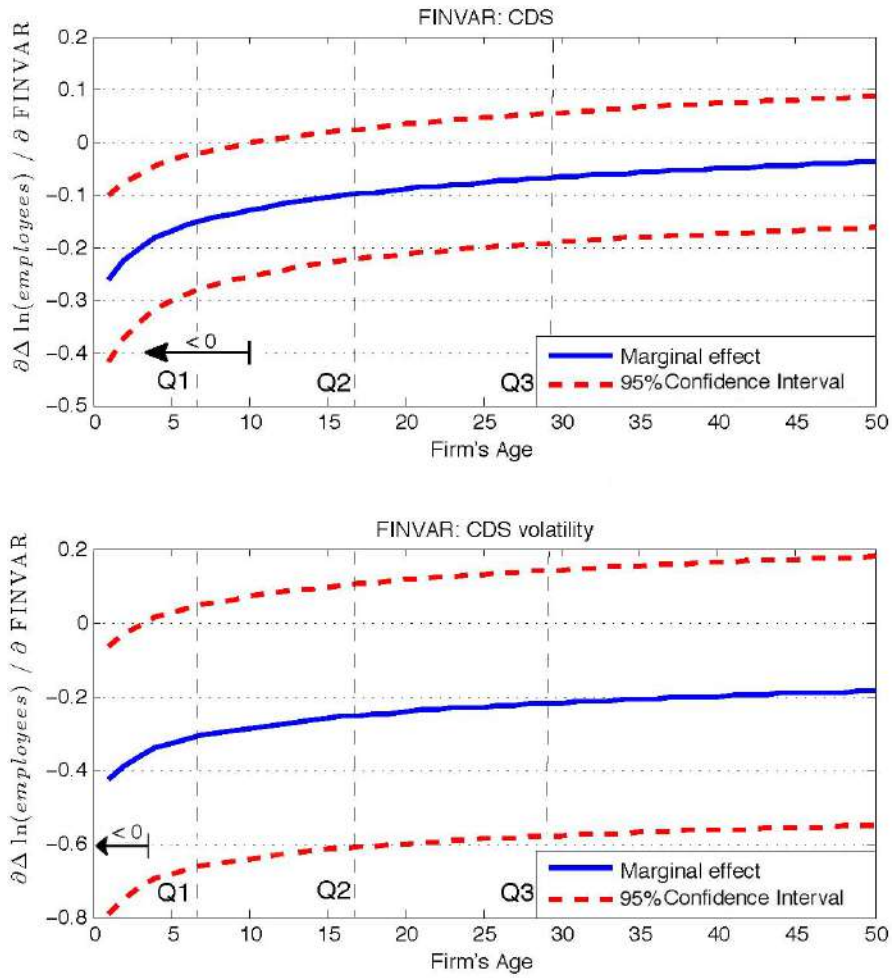 FINVAR: CDS
∂Δ ln(employees) / ∂ FINVAR
0.2
0.1
0
−0.1
−0.2
−0.3
−0.4
−0.5
< 0
Q1
Q2
Q3
Marginal effect
95%Confidence Interval
0 5 10 15 20 25 30 35 40 45 50
Firm's Age
FINVAR: CDS volatility
∂Δ ln(employees) / ∂ FINVAR
0.2
0
−0.2
−0.4
−0.6
−0.8
< 0
Q1
Q2
Q3
Marginal effect
95%Confidence Interval
0 5 10 15 20 25 30 35 40 45 50
Firm's Age